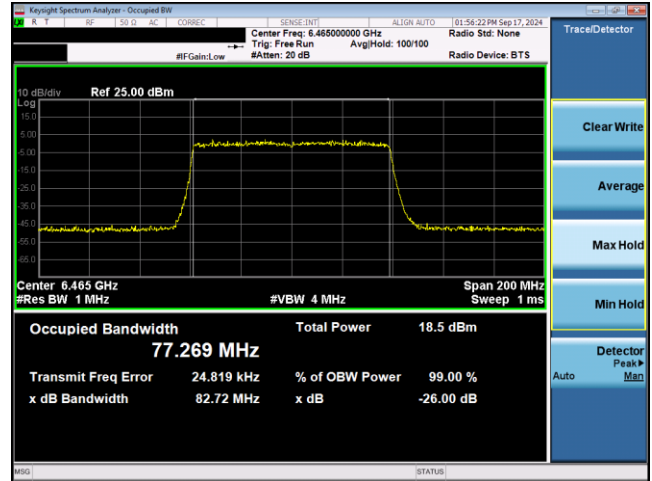 Keysight Spectrum Analyzer - Occupied BW
R T RF 50 Ω AC CORREC SENSE:INT ALIGN AUTO 01:56:22 PM Sep 17, 2024
Center Freq: 6.465000000 GHz Radio Std: None
Trig: Free Run Avg|Hold: 100/100
#IFGain:Low #Atten: 20 dB Radio Device: BTS
Trace/Detector
10 dB/div Ref 25.00 dBm
Log
15.0
5.00
-5.00
-15.0
-25.0
-35.0
-45.0
-55.0
-65.0
Center 6.465 GHz Span 200 MHz
#Res BW 1 MHz #VBW 4 MHz Sweep 1 ms
Occupied Bandwidth Total Power 18.5 dBm
77.269 MHz
Transmit Freq Error 24.819 kHz % of OBW Power 99.00 %
x dB Bandwidth 82.72 MHz x dB -26.00 dB
Clear Write
Average
Max Hold
Min Hold
Detector
Peak▶
Auto Man
MSG STATUS